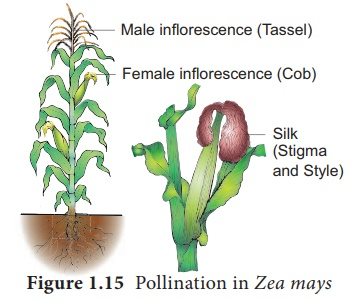 Male inflorescence (Tassel)
Female inflorescence (Cob)
Silk
(Stigma
and Style)
Figure 1.15 Pollination in Zea mays